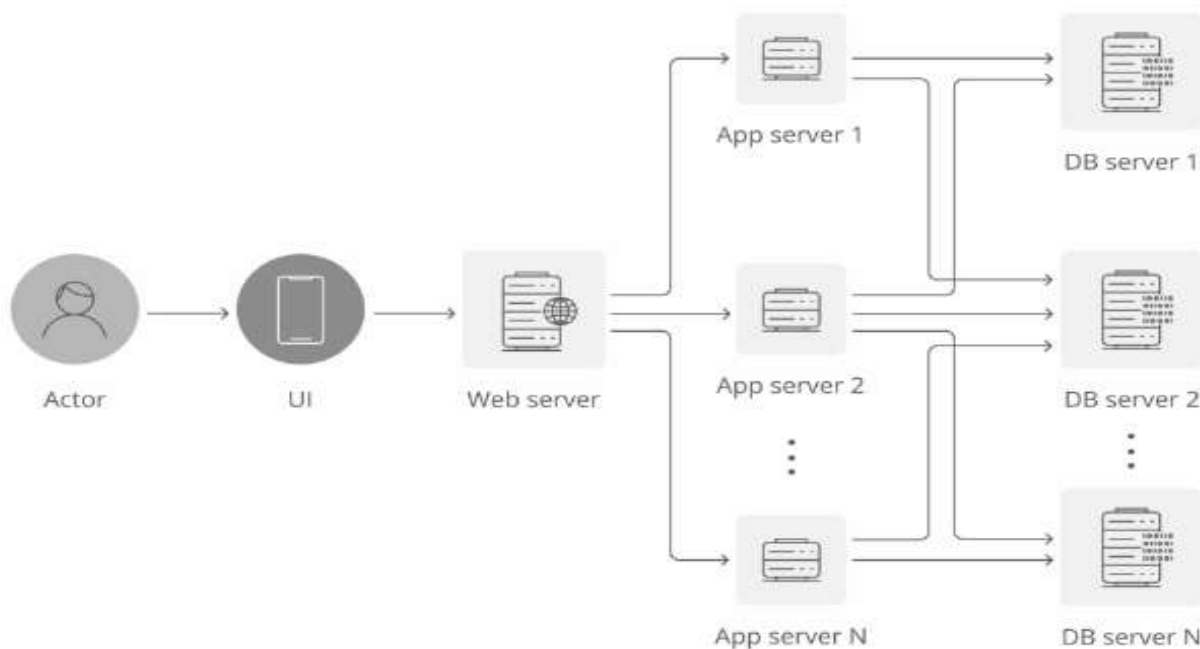 App server 1
DB server 1
Actor
UI
Web server
App server 2
DB server 2
App server N
DB server N